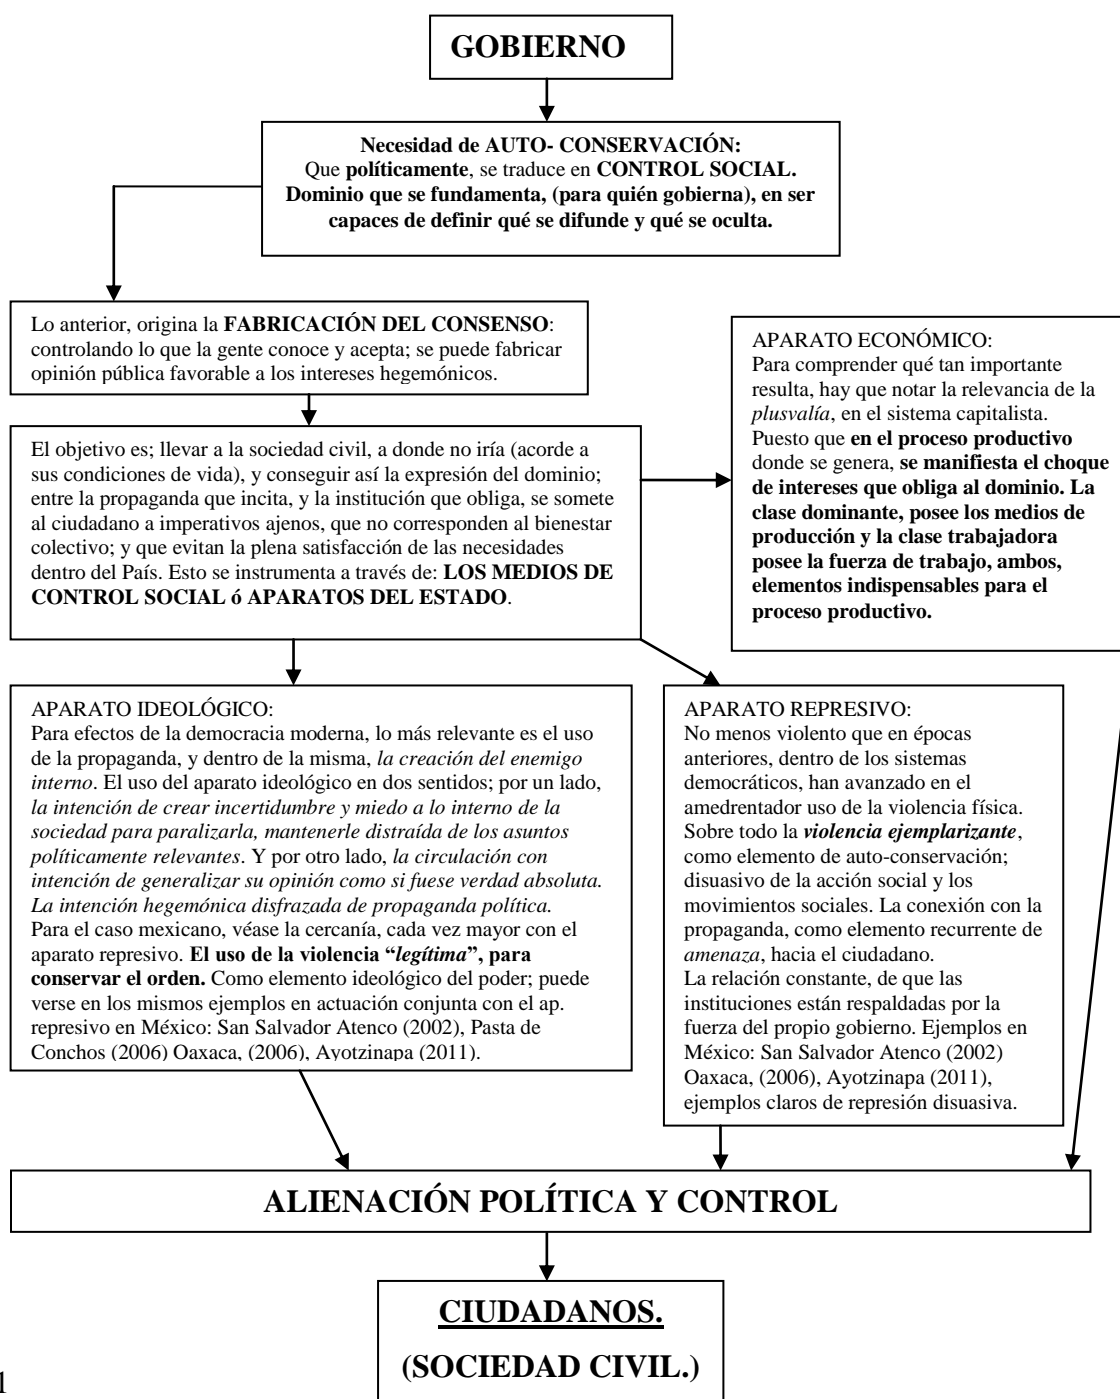 GOBIERNO
Necesidad de AUTO- CONSERVACIÓN:
Que políticamente, se traduce en CONTROL SOCIAL.
Dominio que se fundamenta, (para quién gobierna), en ser
capaces de definir qué se difunde y qué se oculta.
Lo anterior, origina la FABRICACIÓN DEL CONSENSO:
controlando lo que la gente conoce y acepta; se puede fabricar
opinión pública favorable a los intereses hegemónicos.
El objetivo es; llevar a la sociedad civil, a donde no iría (acorde a
sus condiciones de vida), y conseguir así la expresión del dominio;
entre la propaganda que incita, y la institución que obliga, se somete
al ciudadano a imperativos ajenos, que no corresponden al bienestar
colectivo; y que evitan la plena satisfacción de las necesidades
dentro del País. Esto se instrumenta a través de: LOS MEDIOS DE
CONTROL SOCIAL ó APARATOS DEL ESTADO.
APARATO ECONÓMICO:
Para comprender qué tan importante
resulta, hay que notar la relevancia de la
plusvalía, en el sistema capitalista.
Puesto que en el proceso productivo
donde se genera, se manifiesta el choque
de intereses que obliga al dominio. La
clase dominante, posee los medios de
producción y la clase trabajadora
posee la fuerza de trabajo, ambos,
elementos indispensables para el
proceso productivo.
APARATO IDEOLÓGICO:
Para efectos de la democracia moderna, lo más relevante es el uso
de la propaganda, y dentro de la misma, la creación del enemigo
interno. El uso del aparato ideológico en dos sentidos; por un lado,
la intención de crear incertidumbre y miedo a lo interno de la
sociedad para paralizarla, mantenerle distraída de los asuntos
políticamente relevantes. Y por otro lado, la circulación con
intención de generalizar su opinión como si fuese verdad absoluta.
La intención hegemónica disfrazada de propaganda política.
Para el caso mexicano, véase la cercanía, cada vez mayor con el
aparato represivo. El uso de la violencia “legítima”, para
conservar el orden. Como elemento ideológico del poder; puede
verse en los mismos ejemplos en actuación conjunta con el ap.
represivo en México: San Salvador Atenco (2002), Pasta de
Conchos (2006) Oaxaca, (2006), Ayotzinapa (2011).
APARATO REPRESIVO:
No menos violento que en épocas
anteriores, dentro de los sistemas
democráticos, han avanzado en el
amedrentador uso de la violencia física.
Sobre todo la violencia ejemplarizante,
como elemento de auto-conservación;
disuasivo de la acción social y los
movimientos sociales. La conexión con la
propaganda, como elemento recurrente de
amenaza, hacia el ciudadano.
La relación constante, de que las
instituciones están respaldadas por la
fuerza del propio gobierno. Ejemplos en
México: San Salvador Atenco (2002)
Oaxaca, (2006), Ayotzinapa (2011),
ejemplos claros de represión disuasiva.
ALIENACIÓN POLÍTICA Y CONTROL
CIUDADANOS.
(SOCIEDAD CIVIL.)
1